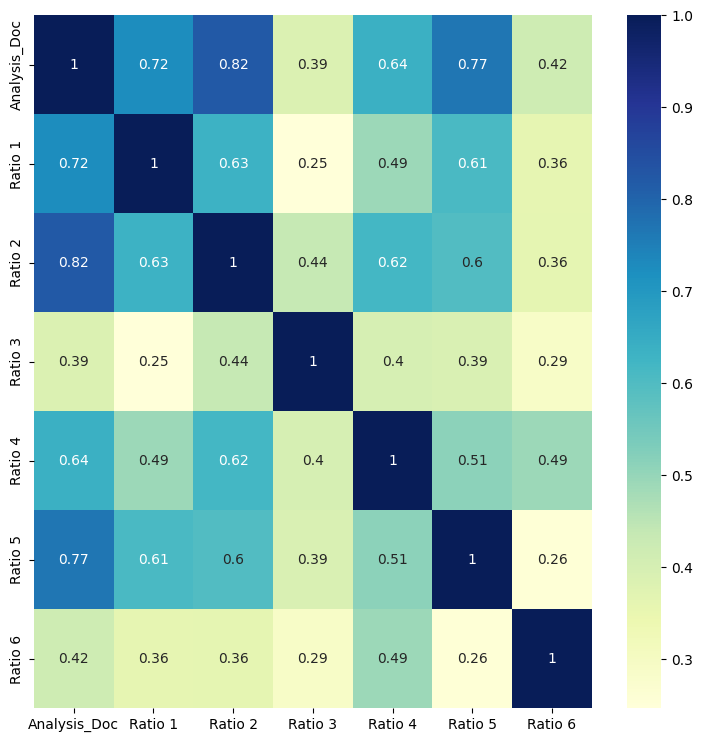 Analysis_Doc 1 0.72 0.82 0.39 0.64 0.77 0.42
Ratio 1 0.72 1 0.63 0.25 0.49 0.61 0.36
Ratio 2 0.82 0.63 1 0.44 0.62 0.6 0.36
Ratio 3 0.39 0.25 0.44 1 0.4 0.39 0.29
Ratio 4 0.64 0.49 0.62 0.4 1 0.51 0.49
Ratio 5 0.77 0.61 0.6 0.39 0.51 1 0.26
Ratio 6 0.42 0.36 0.36 0.29 0.49 0.26 1
Analysis_Doc Ratio 1 Ratio 2 Ratio 3 Ratio 4 Ratio 5 Ratio 6
1.0
0.9
0.8
0.7
0.6
0.5
0.4
0.3